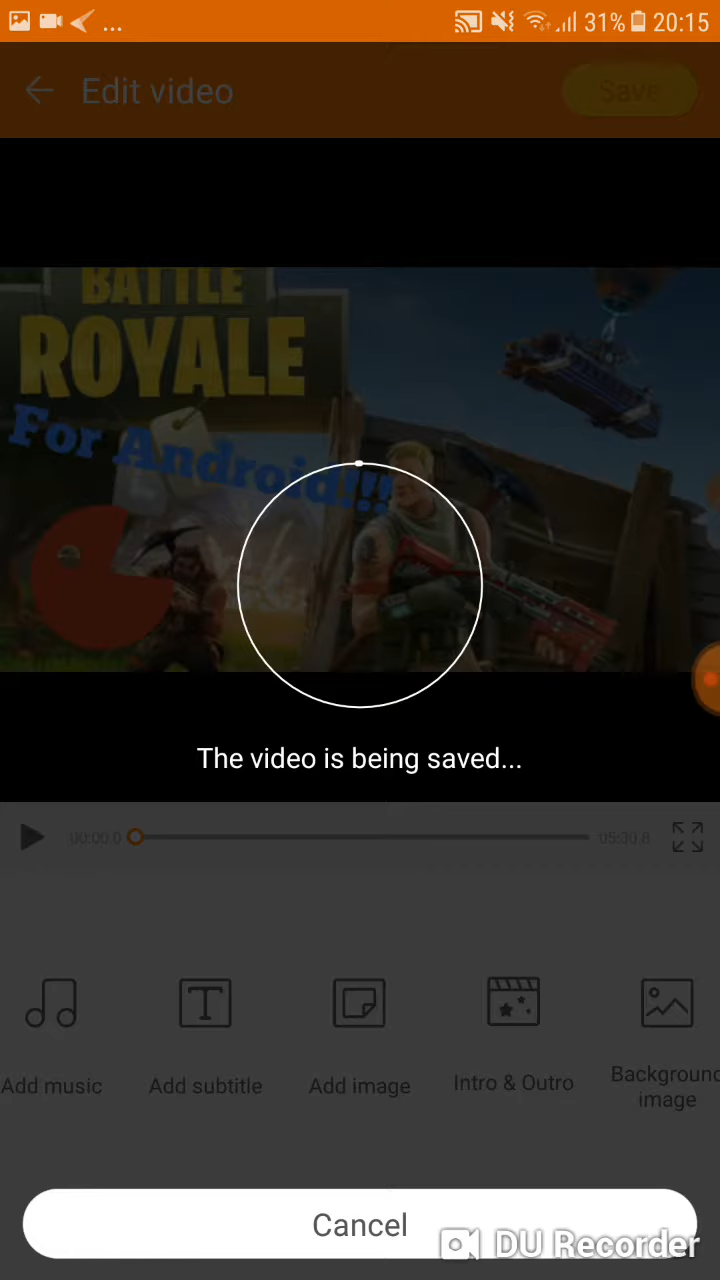 ... 31% 20:15
Edit video Save
BATTLE
ROYALE
For Android!!!
The video is being saved...
00:00.0 05:30.8
Add music Add subtitle Add image Intro & Outro Background image
Cancel
DU Recorder